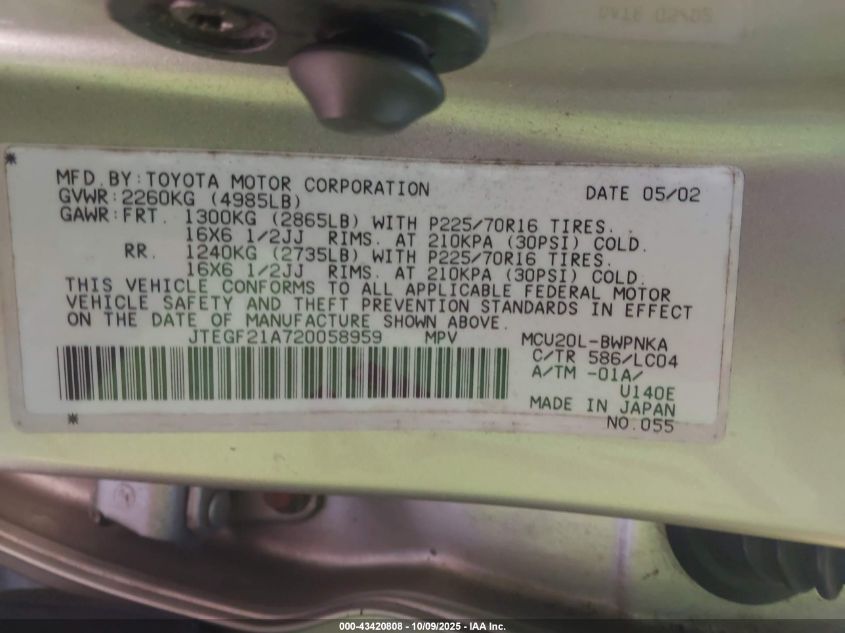 MFD. BY: TOYOTA MOTOR CORPORATION DATE 05/02
GVWR: 2260KG (4985LB)
GAWR: FRT. 1300KG (2865LB) WITH P225/70R16 TIRES.
16X6 1/2JJ RIMS. AT 210KPA (30PSI) COLD.
RR. 1240KG (2735LB) WITH P225/70R16 TIRES.
16X6 1/2JJ RIMS. AT 210KPA (30PSI) COLD.
THIS VEHICLE CONFORMS TO ALL APPLICABLE FEDERAL MOTOR
VEHICLE SAFETY AND THEFT PREVENTION STANDARDS IN EFFECT
ON THE DATE OF MANUFACTURE SHOWN ABOVE.
JTEGF21A720058959 MPV MCU20L-BWPNKA
C/TR 586/LC04
A/TM -01A/
U140E
MADE IN JAPAN
NO.055
000-43420808 - 10/09/2025 - IAA Inc.